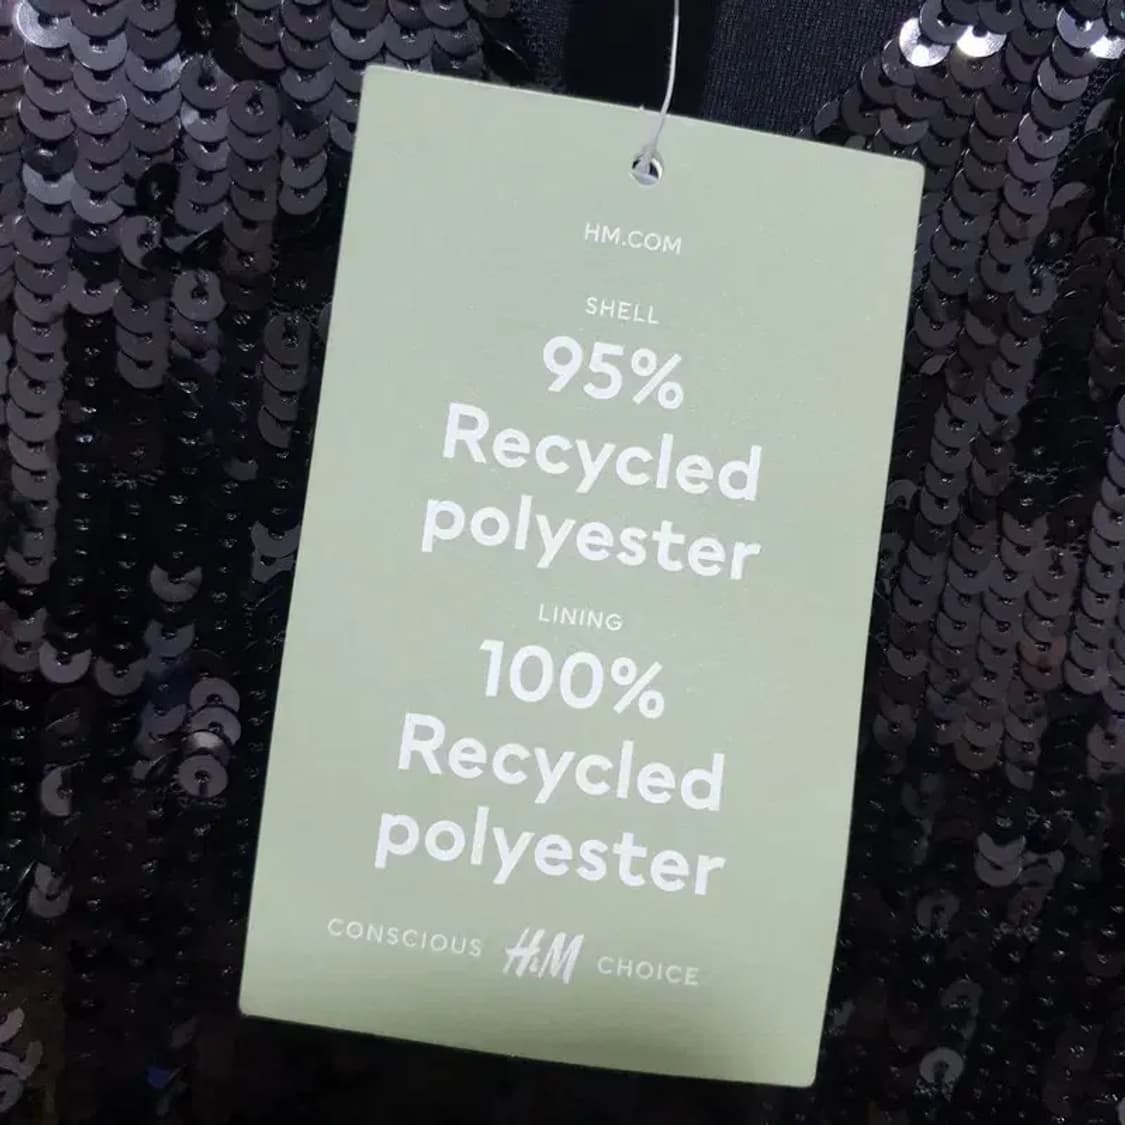 HM.COM
SHELL
95%
Recycled
polyester
LINING
100%
Recycled
polyester
CONSCIOUS H&M CHOICE